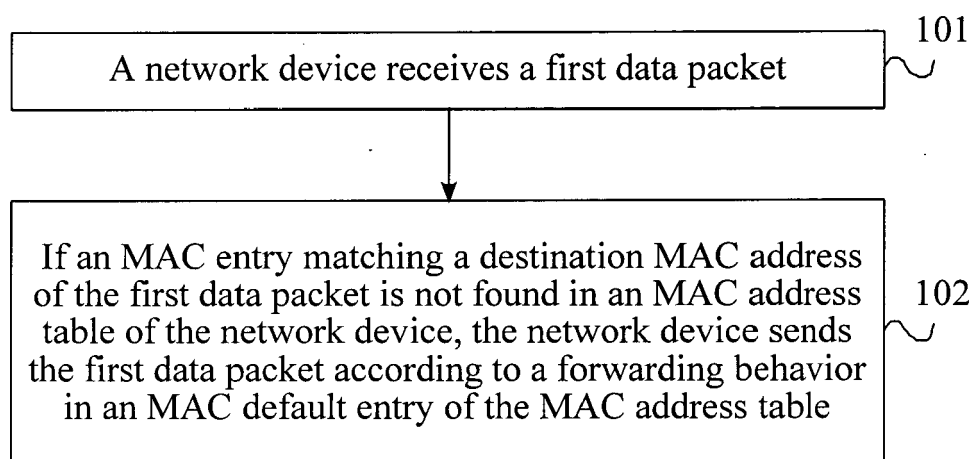 101
A network device receives a first data packet
If an MAC entry matching a destination MAC address
of the first data packet is not found in an MAC address
table of the network device, the network device sends
the first data packet according to a forwarding behavior
in an MAC default entry of the MAC address table
102